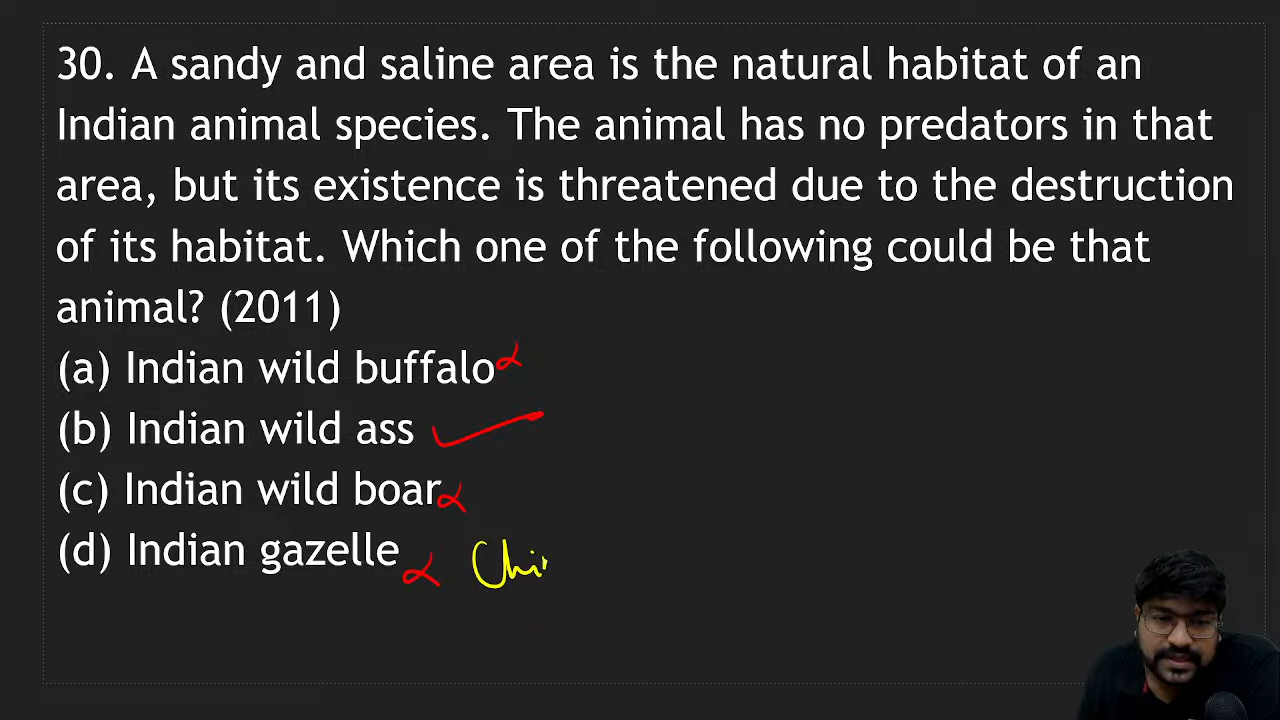 30. A sandy and saline area is the natural habitat of an
Indian animal species. The animal has no predators in that
area, but its existence is threatened due to the destruction
of its habitat. Which one of the following could be that
animal? (2011)
(a) Indian wild buffalo
(b) Indian wild ass
(c) Indian wild boar
(d) Indian gazelle Chi